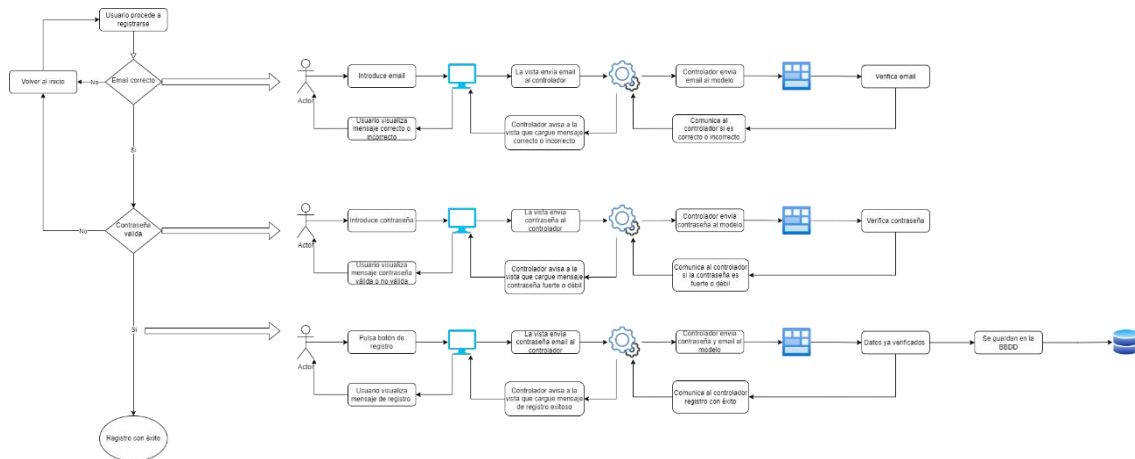 Usuario procede a
registrarse
Volver al inicio
No
Email correcto
Si
No
Contraseña
valida
Si
Registro con éxito
Actor
Introduce email
La vista envía email
al controlador
Controlador envía
email al modelo
Verifica email
Usuario visualiza
mensaje correcto o
incorrecto
Controlador avisa a la
vista que cargue mensaje
correcto o incorrecto
Comunica al
controlador si es
correcto o incorrecto
Actor
Introduce contraseña
La vista envía
contraseña al
controlador
Controlador envía
contraseña al modelo
Verifica contraseña
Usuario visualiza
mensaje contraseña
válida o no válida
Controlador avisa a la
vista que cargue mensaje
contraseña fuerte o débil
Comunica al controlador
si la contraseña es
fuerte o débil
Actor
Pulsa botón de
registro
La vista envía
contraseña email al
controlador
Controlador envía
contraseña y email al
modelo
Datos ya verificados
Se guardan en la
BBDD
Usuario visualiza
mensaje de registro
Controlador avisa a la
vista que cargue mensaje
de registro exitoso
Comunica al controlador
registro con éxito